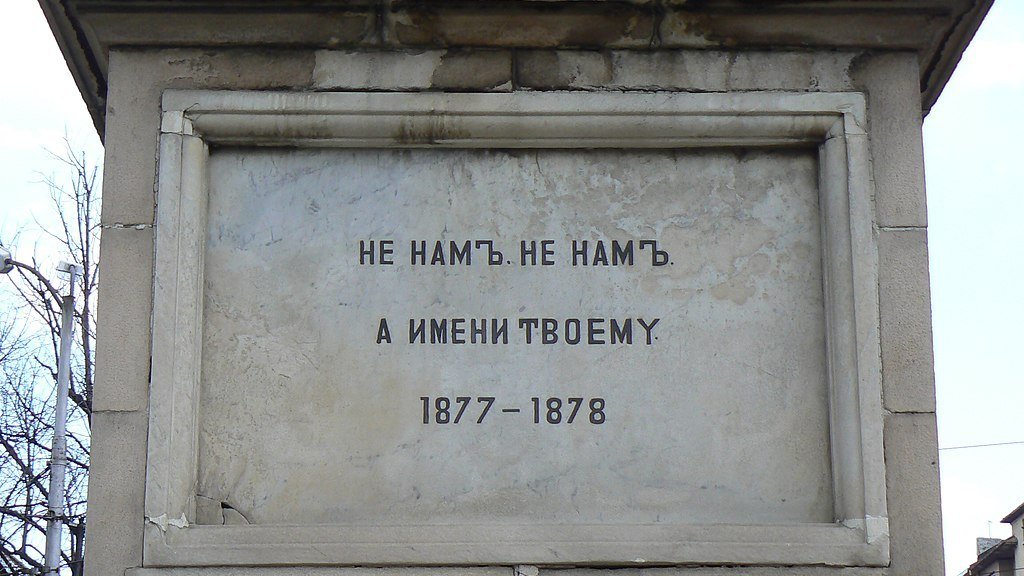 НЕ НАМЪ. НЕ НАМЪ.
А ИМЕНИ ТВОЕМУ.
1877–1878